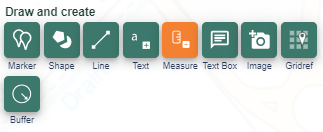 Draw and create
a
Marker Shape Line Text Measure Text Box Image Gridref
Buffer